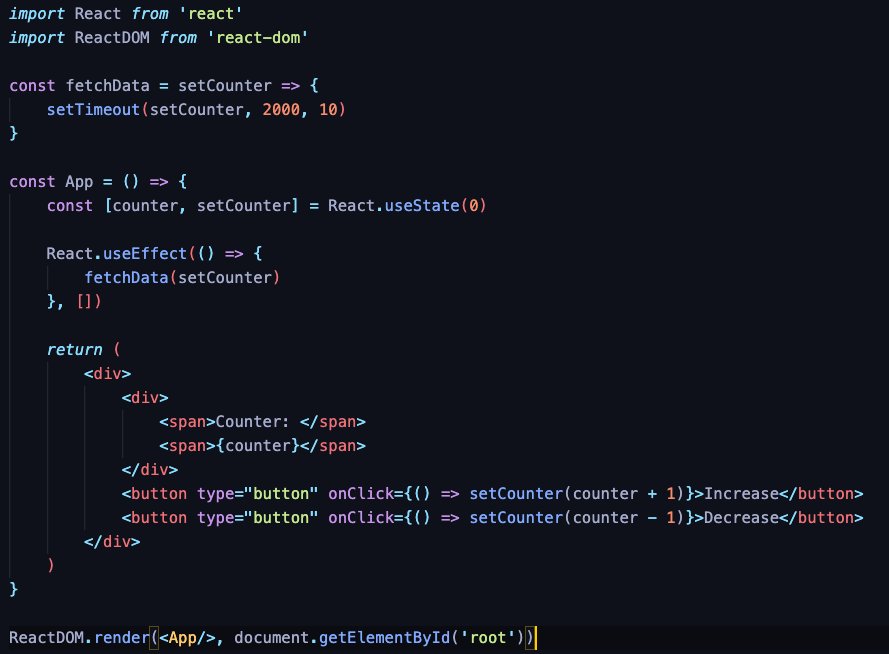 import React from 'react'
import ReactDOM from 'react-dom'

const fetchData = setCounter => {
    setTimeout(setCounter, 2000, 10)
}

const App = () => {
    const [counter, setCounter] = React.useState(0)

    React.useEffect(() => {
        fetchData(setCounter)
    }, [])

    return (
        <div>
            <div>
                <span>Counter: </span>
                <span>{counter}</span>
            </div>
            <button type="button" onClick={() => setCounter(counter + 1)}>Increase</button>
            <button type="button" onClick={() => setCounter(counter - 1)}>Decrease</button>
        </div>
    )
}

ReactDOM.render(<App/>, document.getElementById('root'))